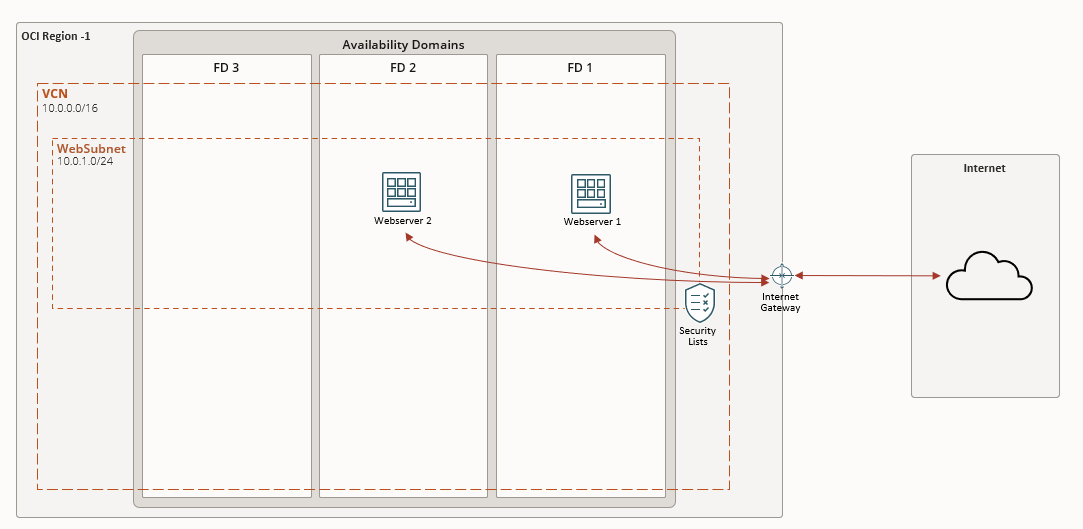 OCI Region -1
Availability Domains
FD 3
FD 2
FD 1
VCN
10.0.0.0/16
WebSubnet
10.0.1.0/24
Webserver 2
Webserver 1
Internet
Gateway
Security
Lists
Internet